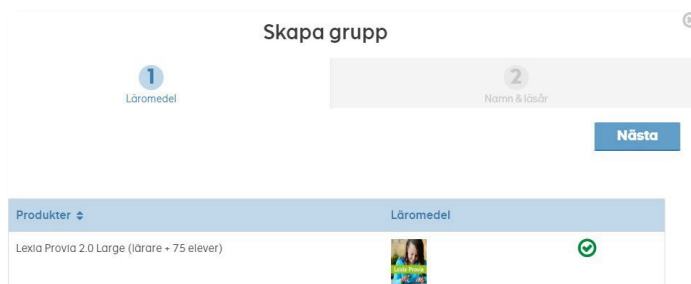 Skapa grupp
1
Läromedel
2
Namn & läsår
Nästa
Produkter
Läromedel
Lexia Provia 2.0 Large (lärare + 75 elever)
Lexia Provia